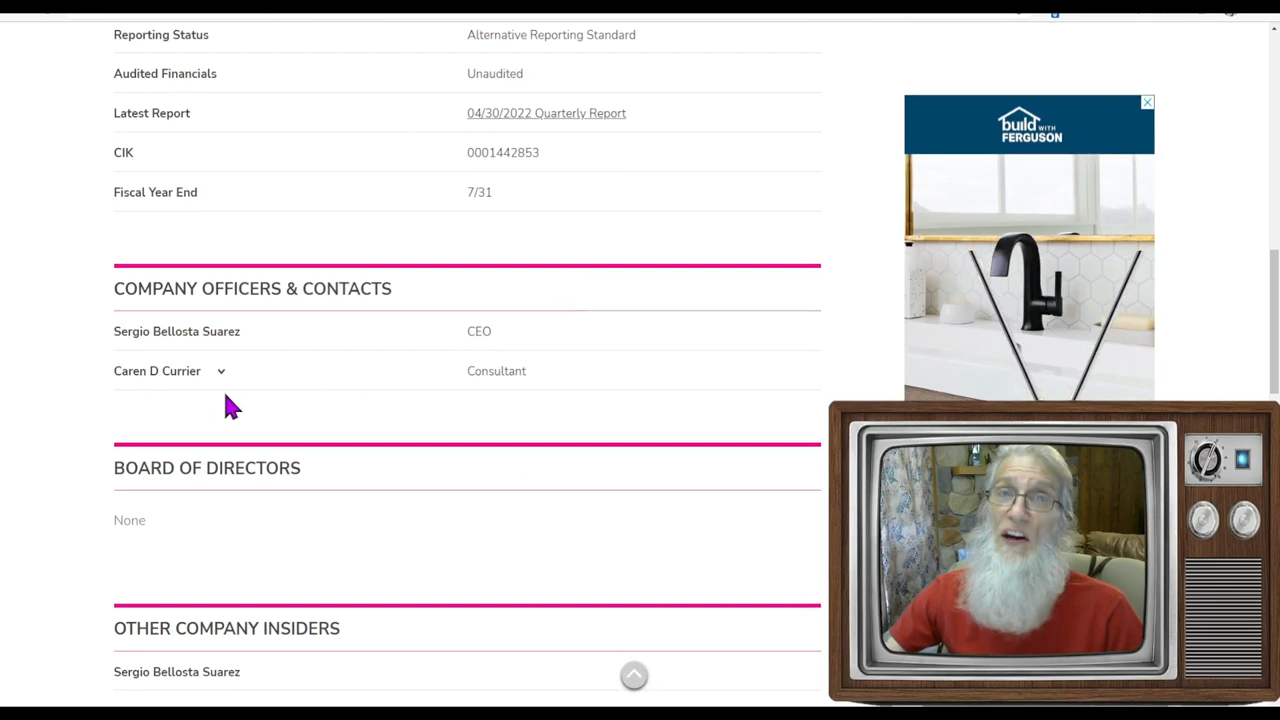 Reporting Status Alternative Reporting Standard
Audited Financials Unaudited
Latest Report 04/30/2022 Quarterly Report
CIK 0001442853
Fiscal Year End 7/31
COMPANY OFFICERS & CONTACTS
Sergio Bellosta Suarez CEO
Caren D Currier Consultant
BOARD OF DIRECTORS
None
OTHER COMPANY INSIDERS
Sergio Bellosta Suarez
build WITH
FERGUSON